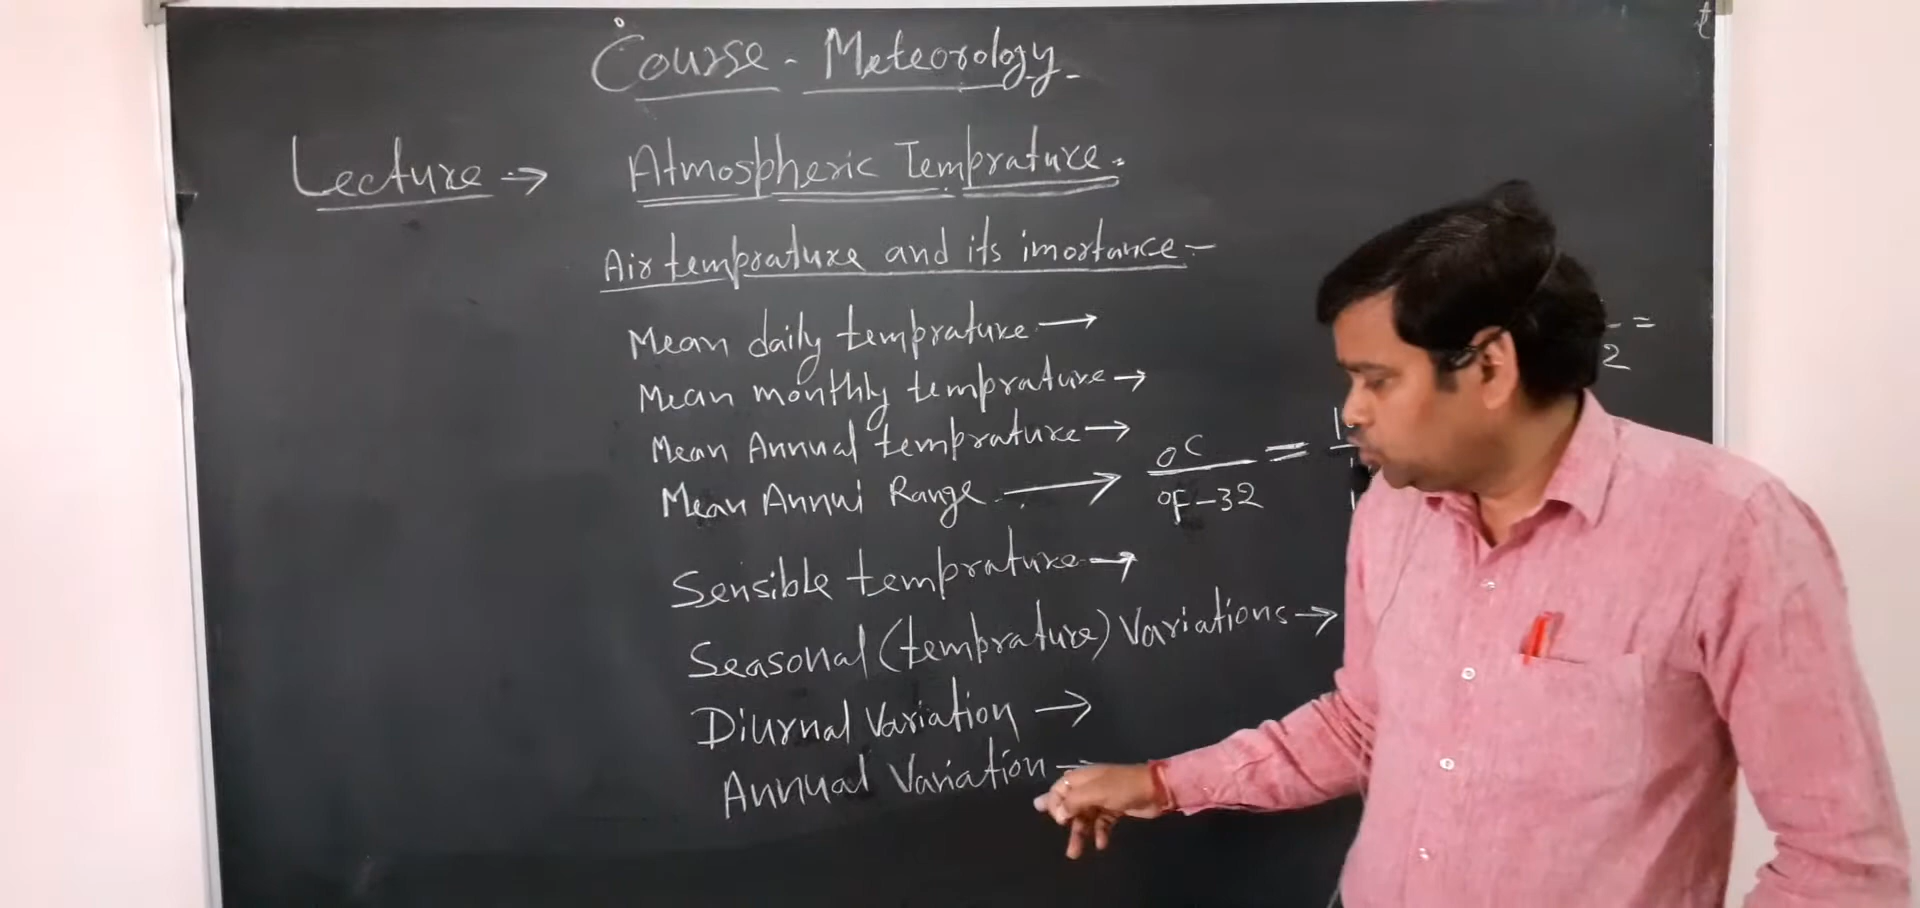 Course - Meteorology -
Lecture → Atmospheric Temprature -
Air temprature and its imortance -
Mean daily temprature →
Mean monthly temprature →
Mean Annual temprature →
Mean Annul Range → oC / oF-32 =
Sensible temprature →
Seasonal (temprature) Variations →
Diurnal Variation →
Annual Variation →
=
2
t